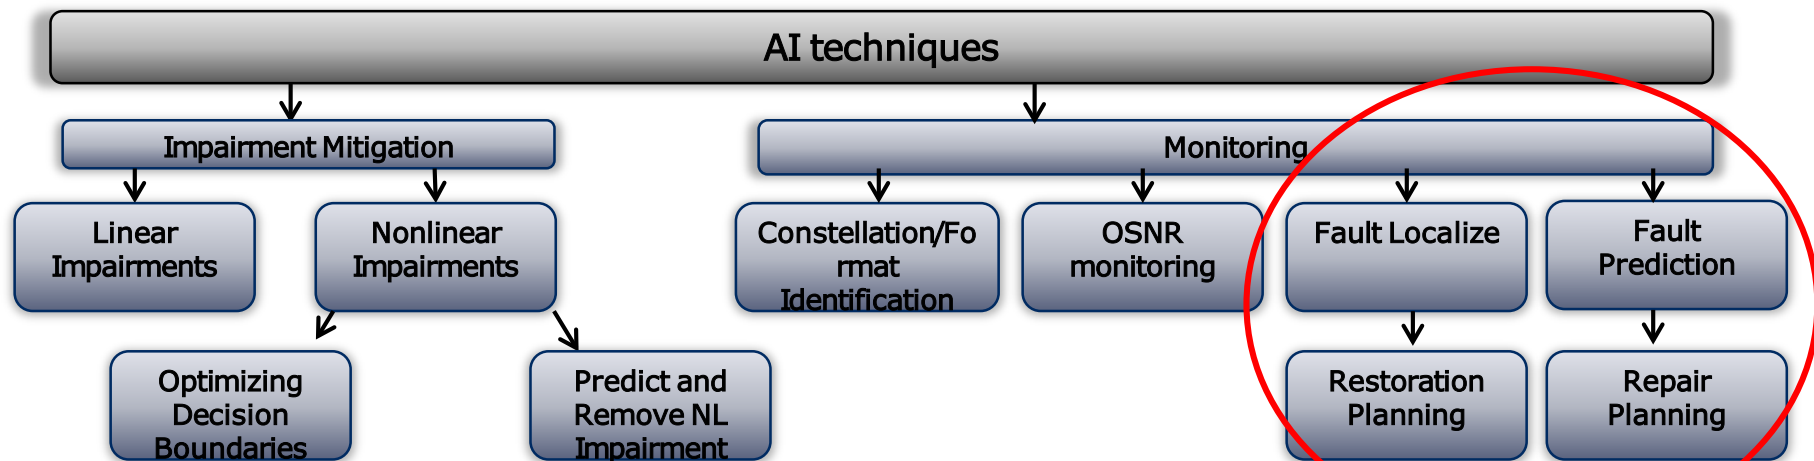 AI techniques
Impairment Mitigation
Monitoring
Linear
Impairments
Nonlinear
Impairments
Constellation/Fo
rmat
Identification
OSNR
monitoring
Fault Localize
Fault
Prediction
Optimizing
Decision
Boundaries
Predict and
Remove NL
Impairment
Restoration
Planning
Repair
Planning